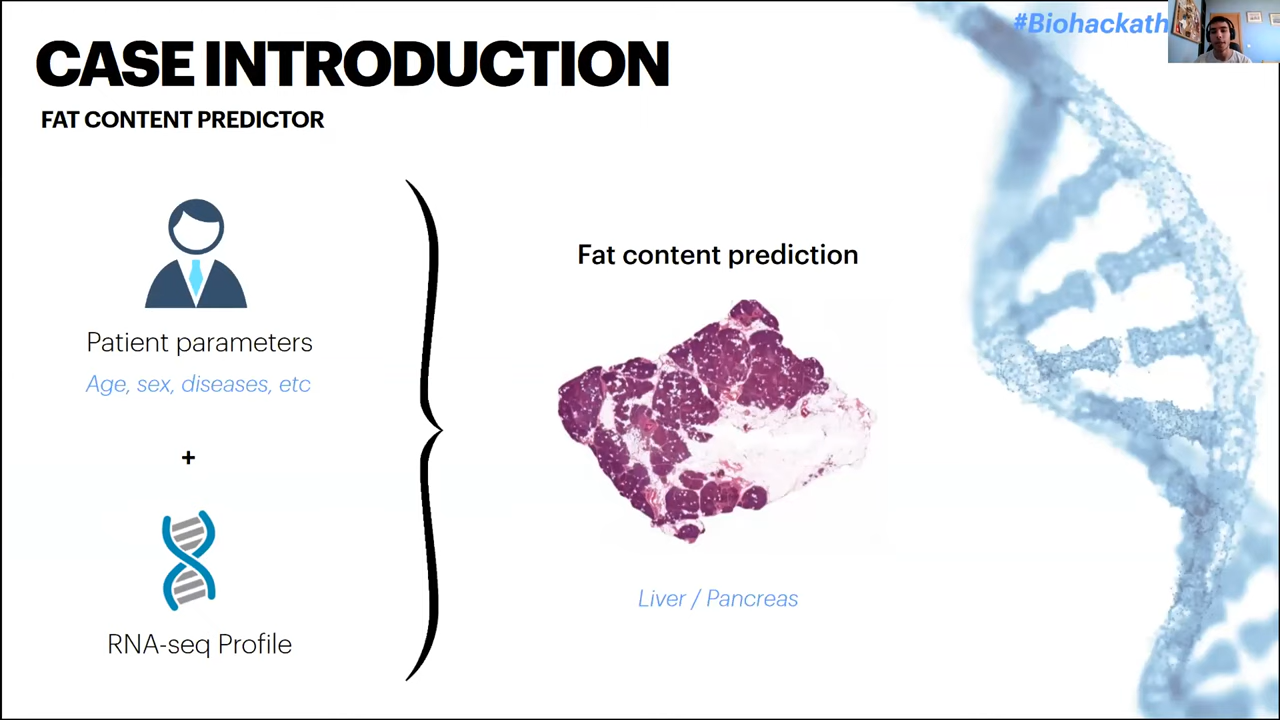 #Biohackath
CASE INTRODUCTION
FAT CONTENT PREDICTOR
Patient parameters
Age, sex, diseases, etc
+
RNA-seq Profile
Fat content prediction
Liver / Pancreas